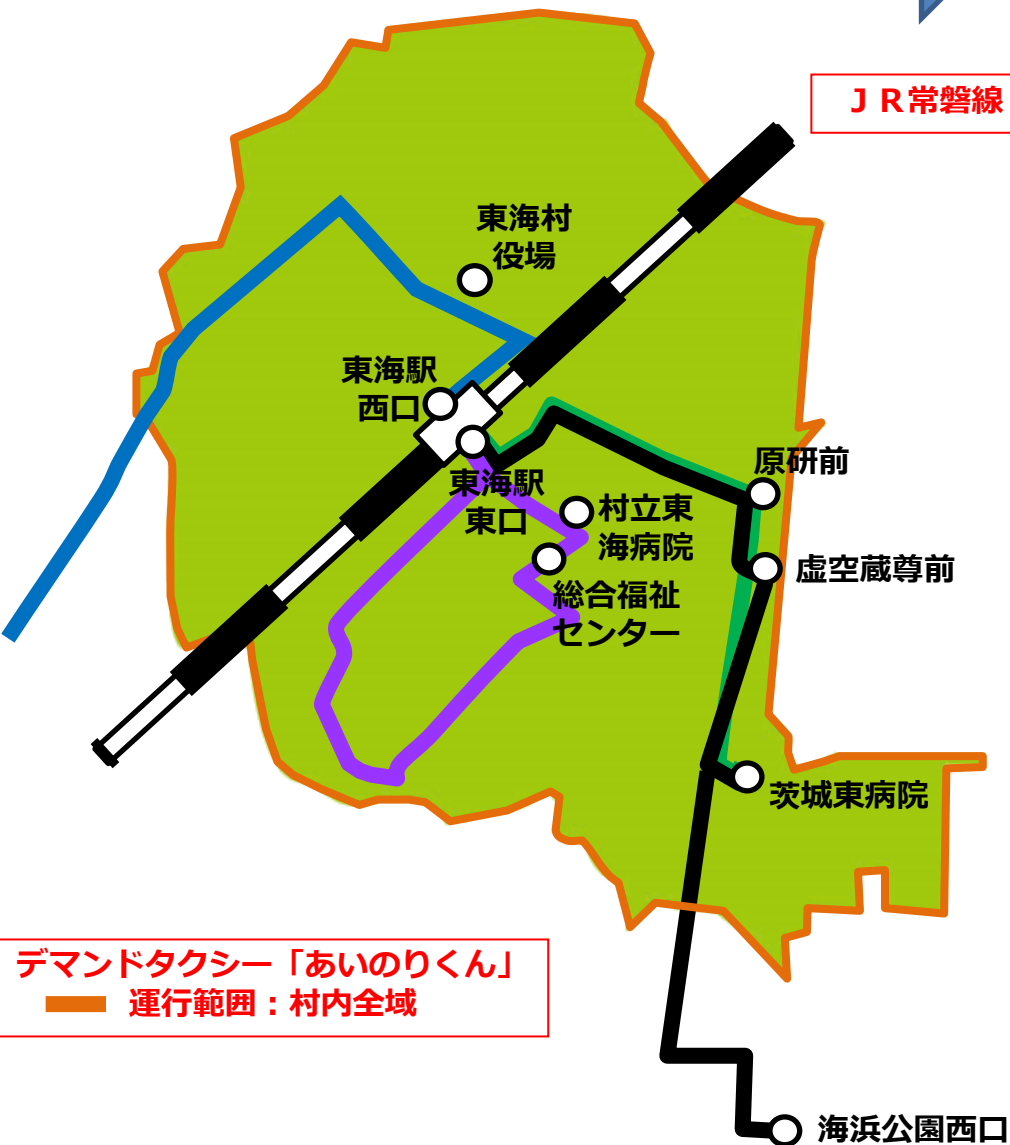 ＪＲ常磐線
東海村
役場
東海駅
西口
原研前
東海駅
東口
村立東
海病院
虚空蔵尊前
総合福祉
センター
茨城東病院
デマンドタクシー「あいのりくん」
運行範囲：村内全域
海浜公園西口